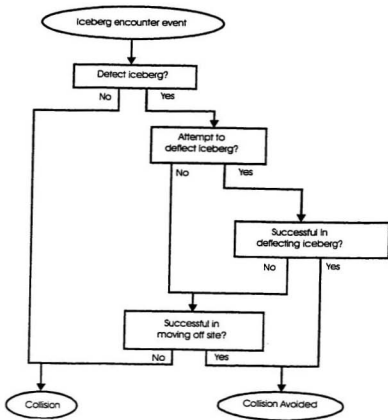 Iceberg encounter event
Detect iceberg?
No Yes
Attempt to
deflect iceberg?
No Yes
Successful in
deflecting iceberg?
No Yes
Successful in
moving off site?
No Yes
Collision
Collision Avoided